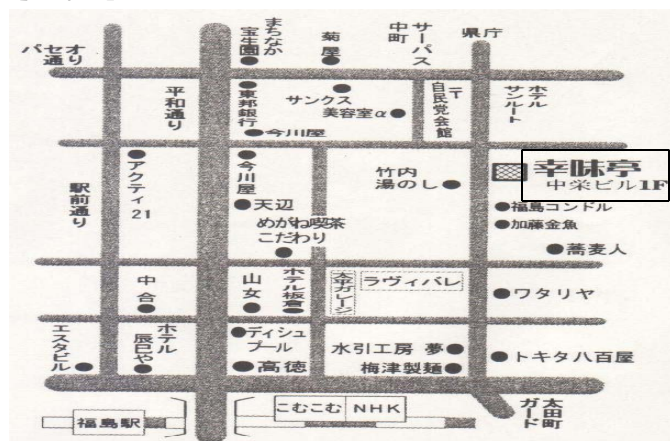 パセオ通り
まちなか
宝生園
菊屋
中町
サーパス
県庁
平和通り
東邦銀行
今川屋
サンクス
美容室α
自民党会館
〒
ホテル
サンルート
駅前通り
アクティ21
今川屋
天辺
めがね喫茶
こだわり
竹内
湯のし
幸味亭
中栄ビル1F
福島コンドル
加藤金魚
蕎麦人
中合
山女
ホテル板倉
太平ガレージ
ラヴィバレ
ワタリヤ
エスタビル
ホテル
辰巳や
ディシュ
プール
高徳
水引工房 夢
梅津製麺
トキタ八百屋
福島駅
こむこむ
NHK
太田町
ガード